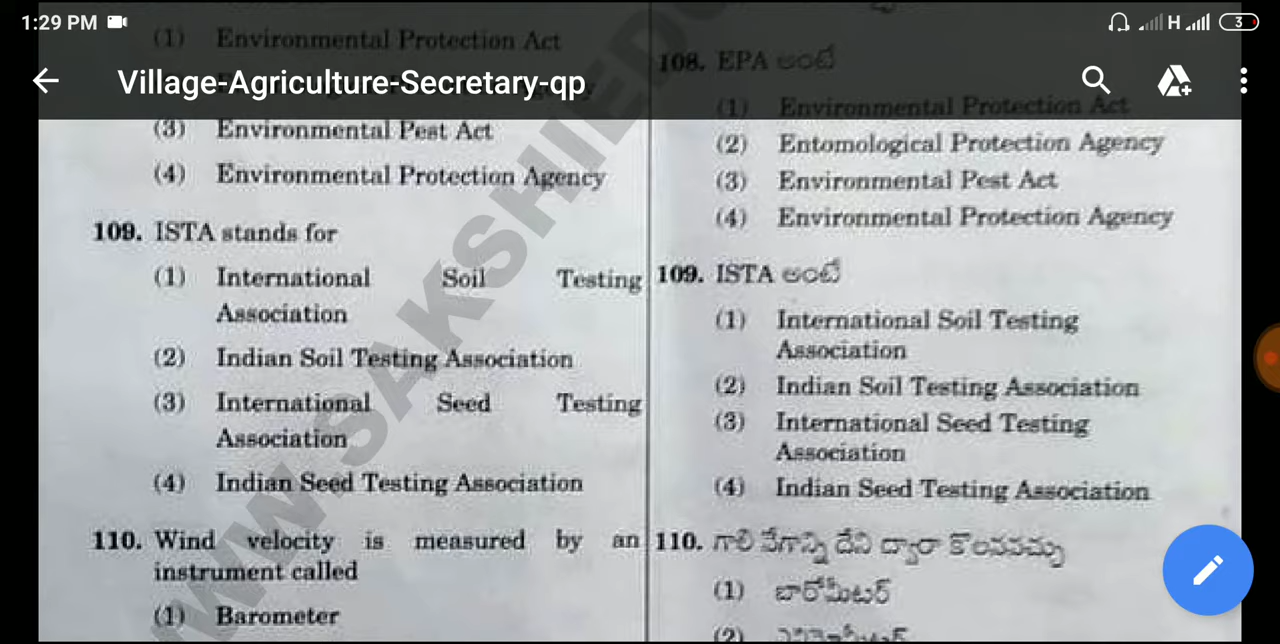 1:29 PM
H
3
Village-Agriculture-Secretary-qp
(1) Environmental Protection Act
(3) Environmental Pest Act
(4) Environmental Protection Agency
109. ISTA stands for
(1) International Soil Testing
Association
(2) Indian Soil Testing Association
(3) International Seed Testing
Association
(4) Indian Seed Testing Association
110. Wind velocity is measured by an
instrument called
(1) Barometer
108. EPA అంటే
(1) Environmental Protection Act
(2) Entomological Protection Agency
(3) Environmental Pest Act
(4) Environmental Protection Agency
109. ISTA అంటే
(1) International Soil Testing
Association
(2) Indian Soil Testing Association
(3) International Seed Testing
Association
(4) Indian Seed Testing Association
110. గాలి వేగాన్ని దేని ద్వారా కొలవవచ్చు
(1) బారోమీటర్
(2)
WWW.SAKSHIED